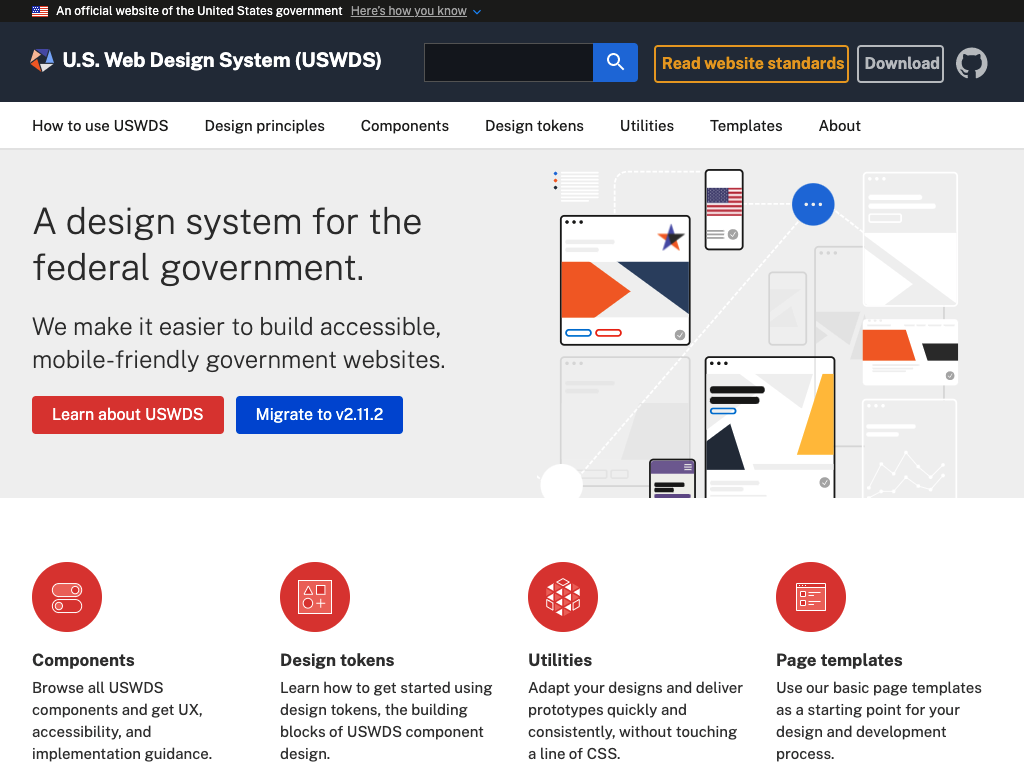 An official website of the United States government Here's how you know
U.S. Web Design System (USWDS)
Read website standards
Download
How to use USWDS
Design principles
Components
Design tokens
Utilities
Templates
About
A design system for the
federal government.
We make it easier to build accessible,
mobile-friendly government websites.
Learn about USWDS
Migrate to v2.11.2
Components
Browse all USWDS
components and get UX,
accessibility, and
implementation guidance.
Design tokens
Learn how to get started using
design tokens, the building
blocks of USWDS component
design.
Utilities
Adapt your designs and deliver
prototypes quickly and
consistently, without touching
a line of CSS.
Page templates
Use our basic page templates
as a starting point for your
design and development
process.